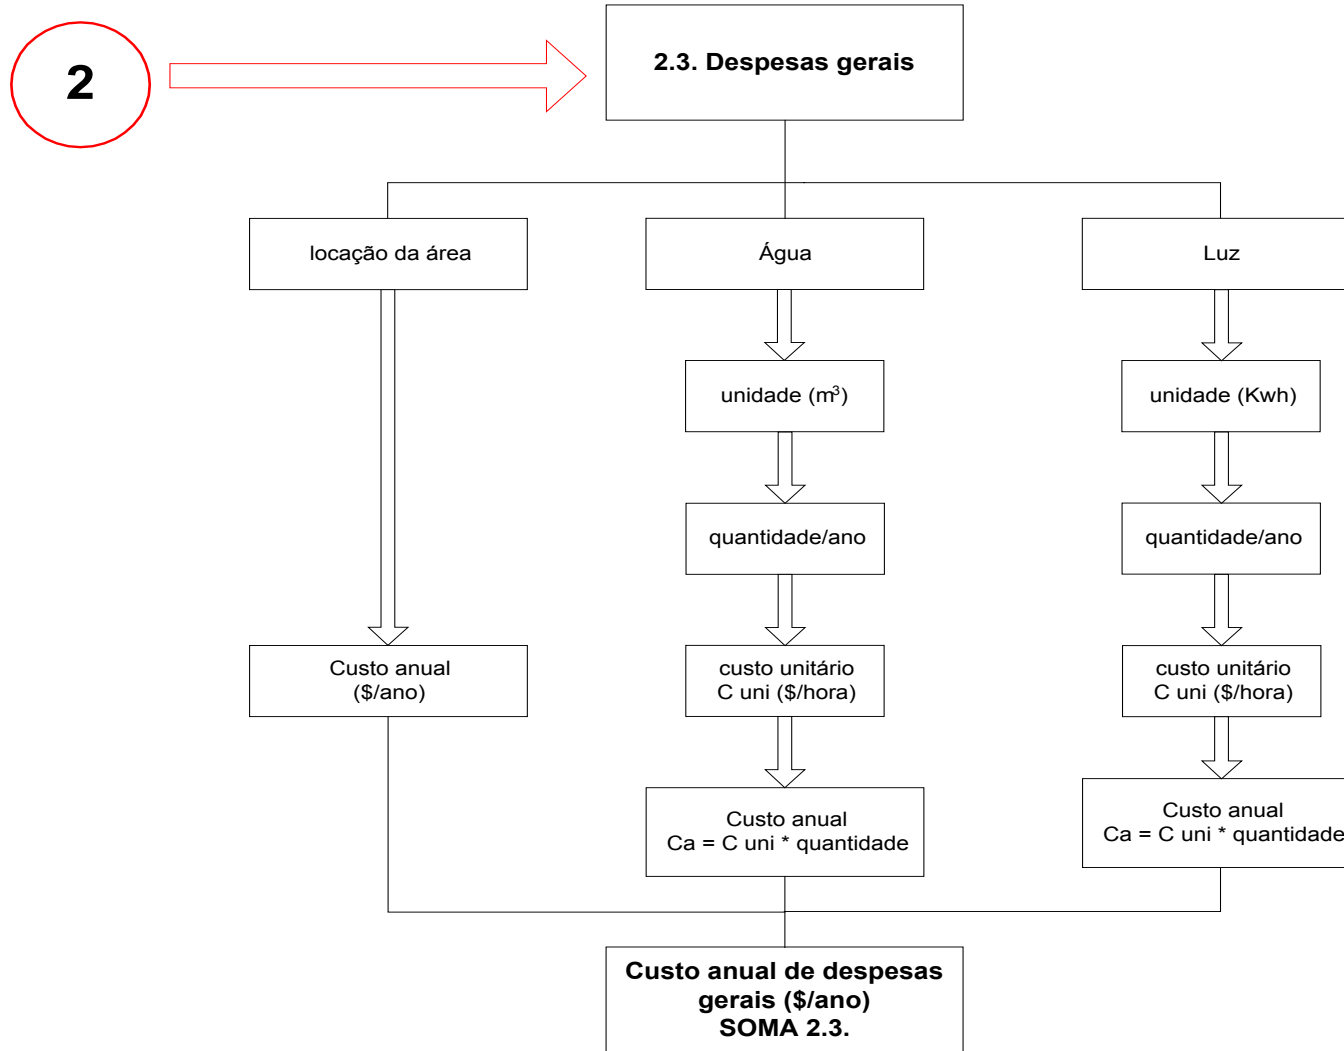 2
2.3. Despesas gerais
locação da área
Água
Luz
unidade (m³)
unidade (Kwh)
quantidade/ano
quantidade/ano
Custo anual
($/ano)
custo unitário
C uni ($/hora)
custo unitário
C uni ($/hora)
Custo anual
Ca = C uni * quantidade
Custo anual
Ca = C uni * quantidade
Custo anual de despesas
gerais ($/ano)
SOMA 2.3.